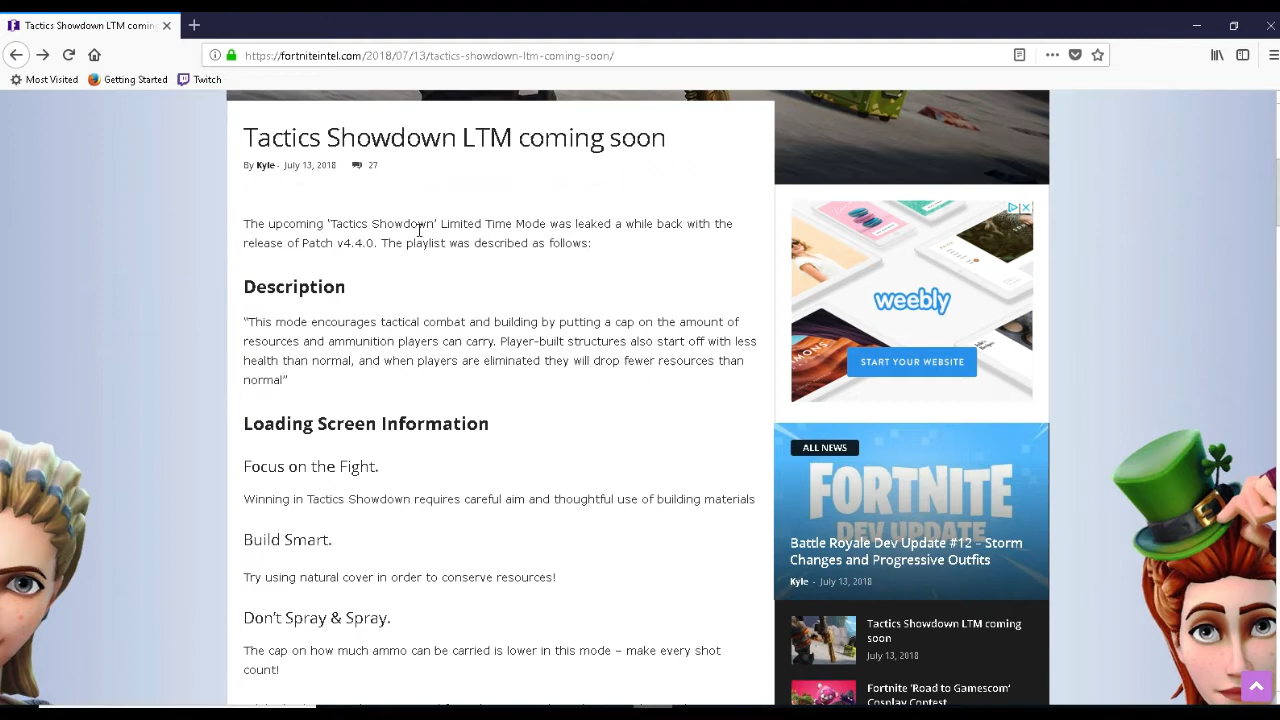 Tactics Showdown LTM coming
https://fortniteintel.com/2018/07/13/tactics-showdown-ltm-coming-soon/
Most Visited
Getting Started
Twitch
Tactics Showdown LTM coming soon
By Kyle - July 13, 2018 27
The upcoming ‘Tactics Showdown’ Limited Time Mode was leaked a while back with the
release of Patch v4.4.0. The playlist was described as follows:
Description
“This mode encourages tactical combat and building by putting a cap on the amount of
resources and ammunition players can carry. Player-built structures also start off with less
health than normal, and when players are eliminated they will drop fewer resources than
normal”
Loading Screen Information
Focus on the Fight.
Winning in Tactics Showdown requires careful aim and thoughtful use of building materials
Build Smart.
Try using natural cover in order to conserve resources!
Don’t Spray & Spray.
The cap on how much ammo can be carried is lower in this mode – make every shot
count!
weebly
START YOUR WEBSITE
ALL NEWS
FORTNITE
DEV UPDATE
Battle Royale Dev Update #12 – Storm
Changes and Progressive Outfits
Kyle - July 13, 2018
Tactics Showdown LTM coming
soon
July 13, 2018
Fortnite ‘Road to Gamescom’
Cosplay Contest